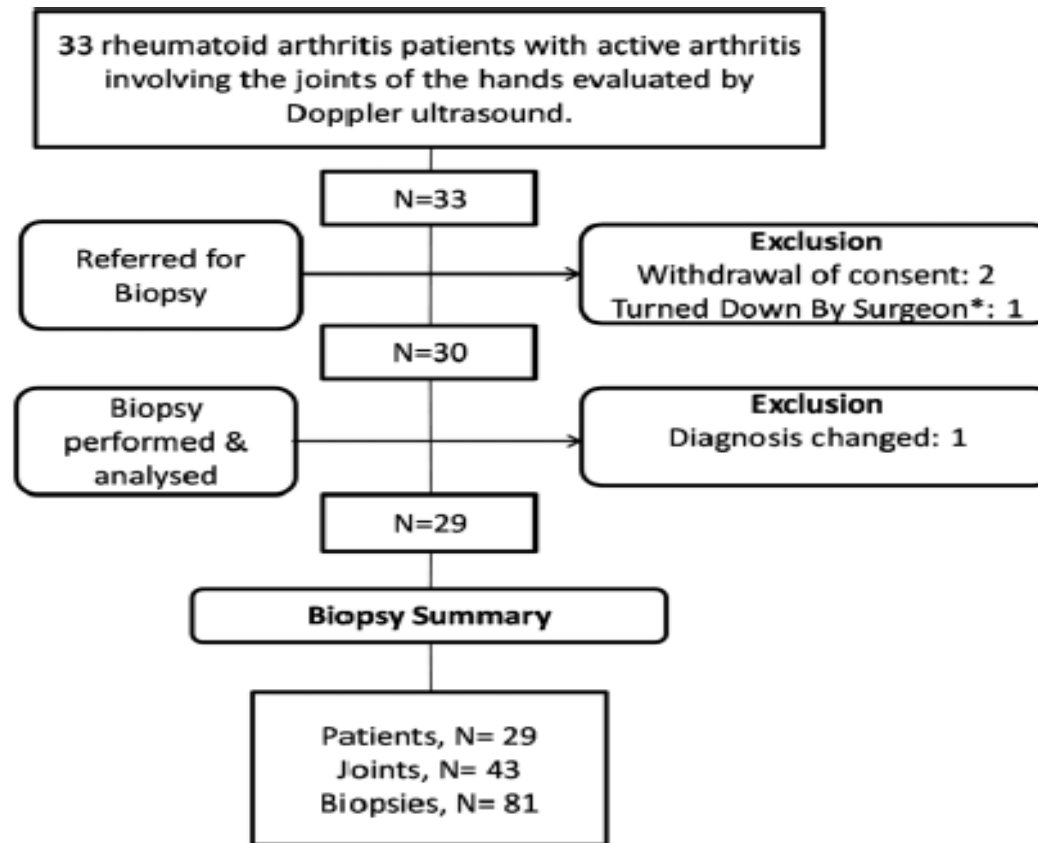 33 rheumatoid arthritis patients with active arthritis
involving the joints of the hands evaluated by
Doppler ultrasound.
N=33
Referred for
Biopsy
Exclusion
Withdrawal of consent: 2
Turned Down By Surgeon*: 1
N=30
Biopsy
performed &
analysed
Exclusion
Diagnosis changed: 1
N=29
Biopsy Summary
Patients, N= 29
Joints, N= 43
Biopsies, N= 81